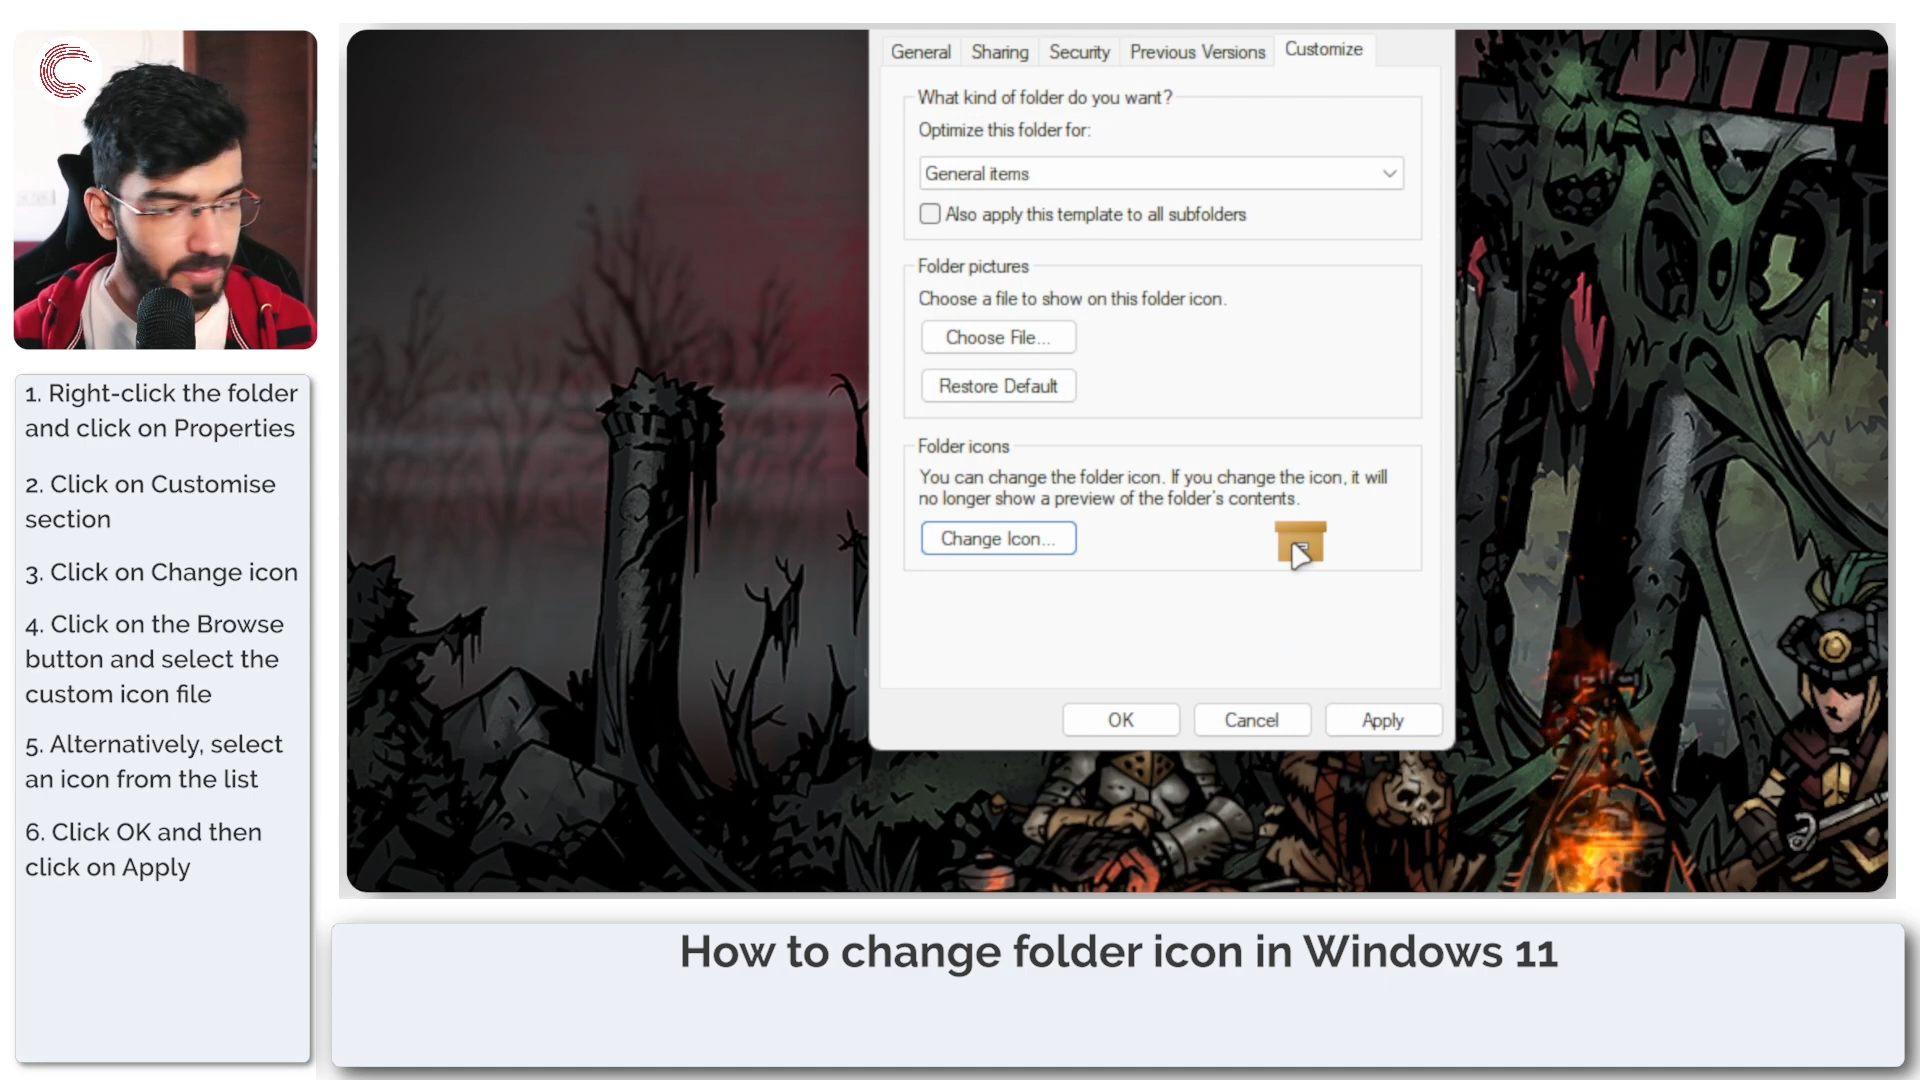 1. Right-click the folder
and click on Properties
2. Click on Customise
section
3. Click on Change icon
4. Click on the Browse
button and select the
custom icon file
5. Alternatively, select
an icon from the list
6. Click OK and then
click on Apply
General Sharing Security Previous Versions Customize
What kind of folder do you want?
Optimize this folder for:
General items
Also apply this template to all subfolders
Folder pictures
Choose a file to show on this folder icon.
Choose File...
Restore Default
Folder icons
You can change the folder icon. If you change the icon, it will
no longer show a preview of the folder's contents.
Change Icon...
OK Cancel Apply
How to change folder icon in Windows 11